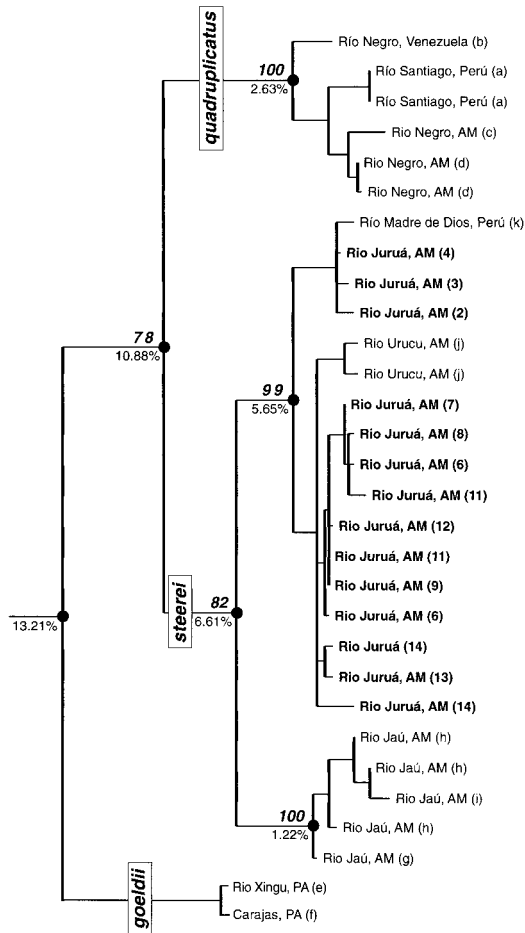 quadruplicatus
100
2.63%
Río Negro, Venezuela (b)
Río Santiago, Perú (a)
Río Santiago, Perú (a)
Rio Negro, AM (c)
Rio Negro, AM (d)
Rio Negro, AM (d)
78
10.88%
13.21%
steerei
82
6.61%
99
5.65%
Río Madre de Dios, Perú (k)
Rio Juruá, AM (4)
Rio Juruá, AM (3)
Rio Juruá, AM (2)
Rio Urucu, AM (j)
Rio Urucu, AM (j)
Rio Juruá, AM (7)
Rio Juruá, AM (8)
Rio Juruá, AM (6)
Rio Juruá, AM (11)
Rio Juruá, AM (12)
Rio Juruá, AM (11)
Rio Juruá, AM (9)
Rio Juruá, AM (6)
Rio Juruá (14)
Rio Juruá, AM (13)
Rio Juruá, AM (14)
100
1.22%
Rio Jaú, AM (h)
Rio Jaú, AM (h)
Rio Jaú, AM (i)
Rio Jaú, AM (h)
Rio Jaú, AM (g)
goeldii
Rio Xingu, PA (e)
Carajas, PA (f)